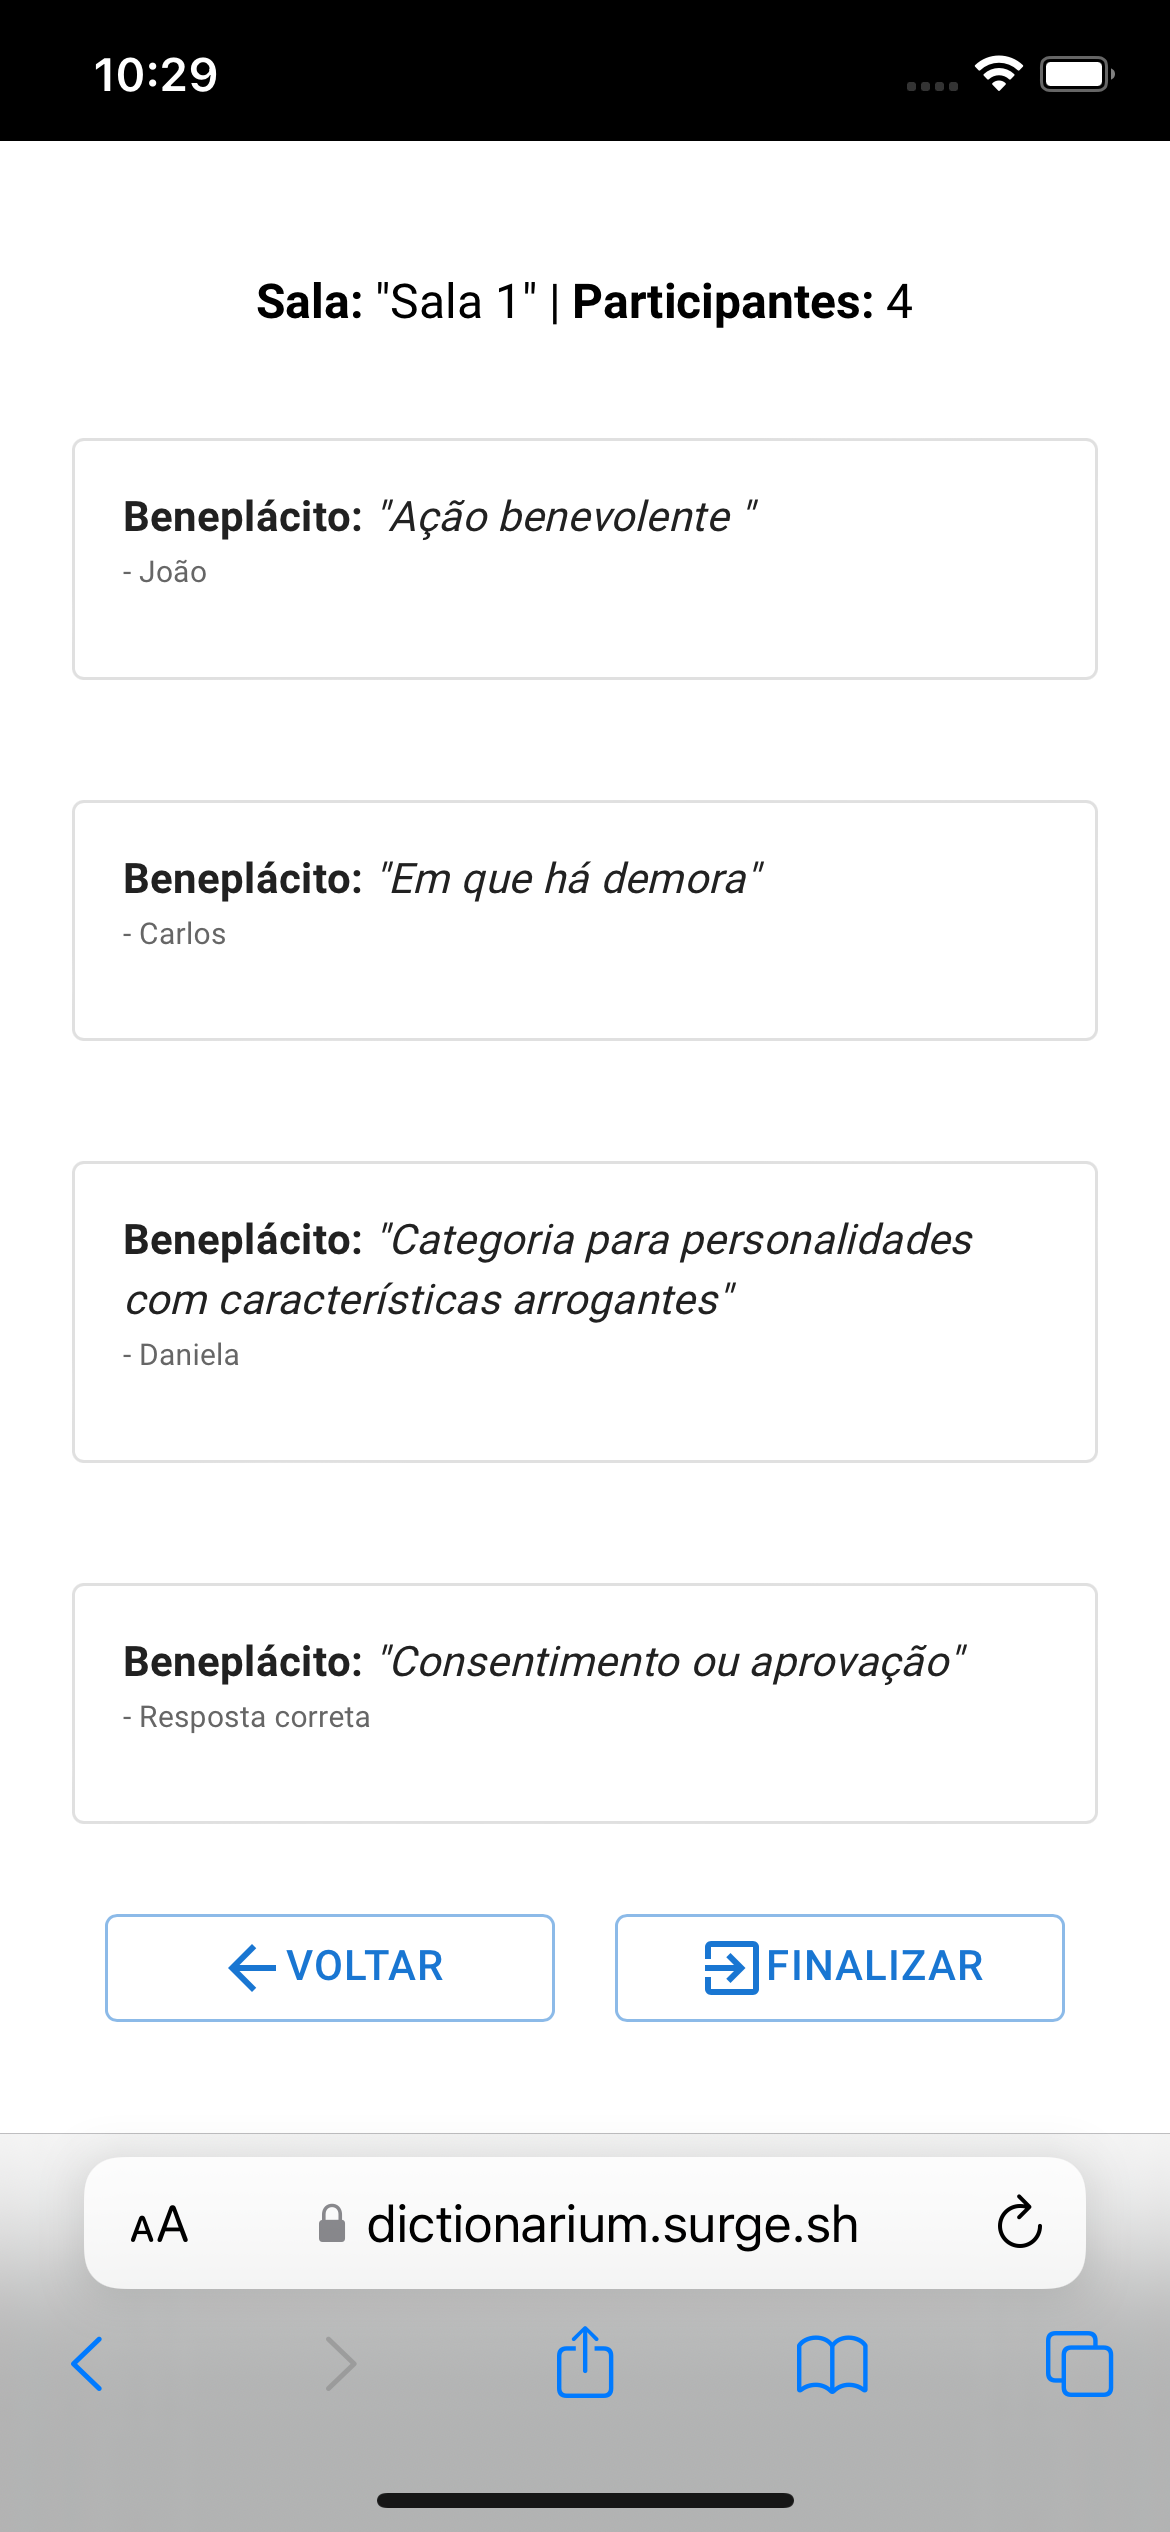 10:29
Sala: "Sala 1" | Participantes: 4
Beneplácito: "Ação benevolente "
- João
Beneplácito: "Em que há demora"
- Carlos
Beneplácito: "Categoria para personalidades
com características arrogantes"
- Daniela
Beneplácito: "Consentimento ou aprovação"
- Resposta correta
VOLTAR
FINALIZAR
AA
dictionarium.surge.sh